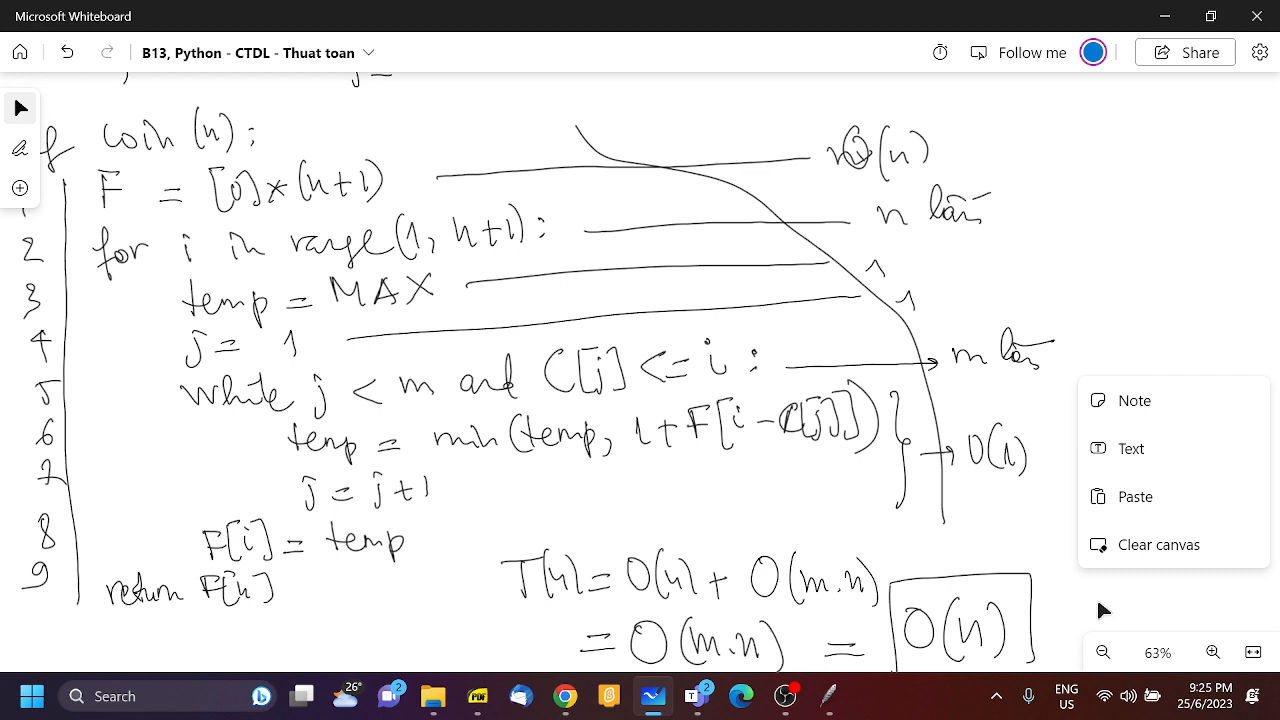 Microsoft Whiteboard
B13, Python - CTDL - Thuat toan
Follow me
Share
coin (n):
F = [0]*(n+1)
O(n)
2 for i in range(1, n+1):
n lần
3 temp = MAX
1
4 j = 1
1
5 while j < m and C[j] <= i:
m lần
6 temp = min(temp, 1+F[i-C[j]])
O(1)
7 j = j+1
8 F[i] = temp
9 return F[n]
T(n) = O(n) + O(m.n)
= O(m.n) = O(n)
Note
Text
Paste
Clear canvas
63%
Search
26°
2
PDF
2
ENG
US
9:25 PM
25/6/2023